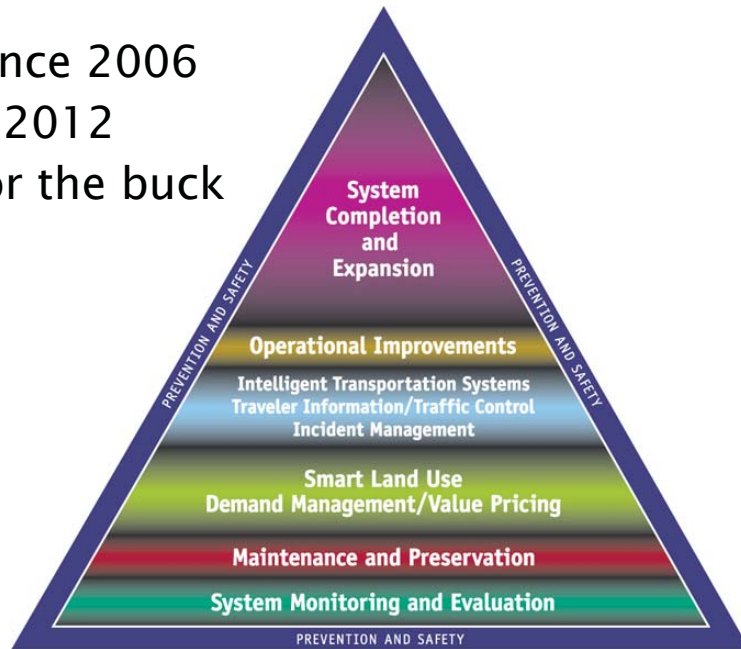 nce 2006
2012
or the buck
System
Completion
and
Expansion
PREVENTION AND SAFETY
PREVENTION AND SAFETY
Operational Improvements
Intelligent Transportation Systems
Traveler Information/Traffic Control
Incident Management
Smart Land Use
Demand Management/Value Pricing
Maintenance and Preservation
System Monitoring and Evaluation
PREVENTION AND SAFETY